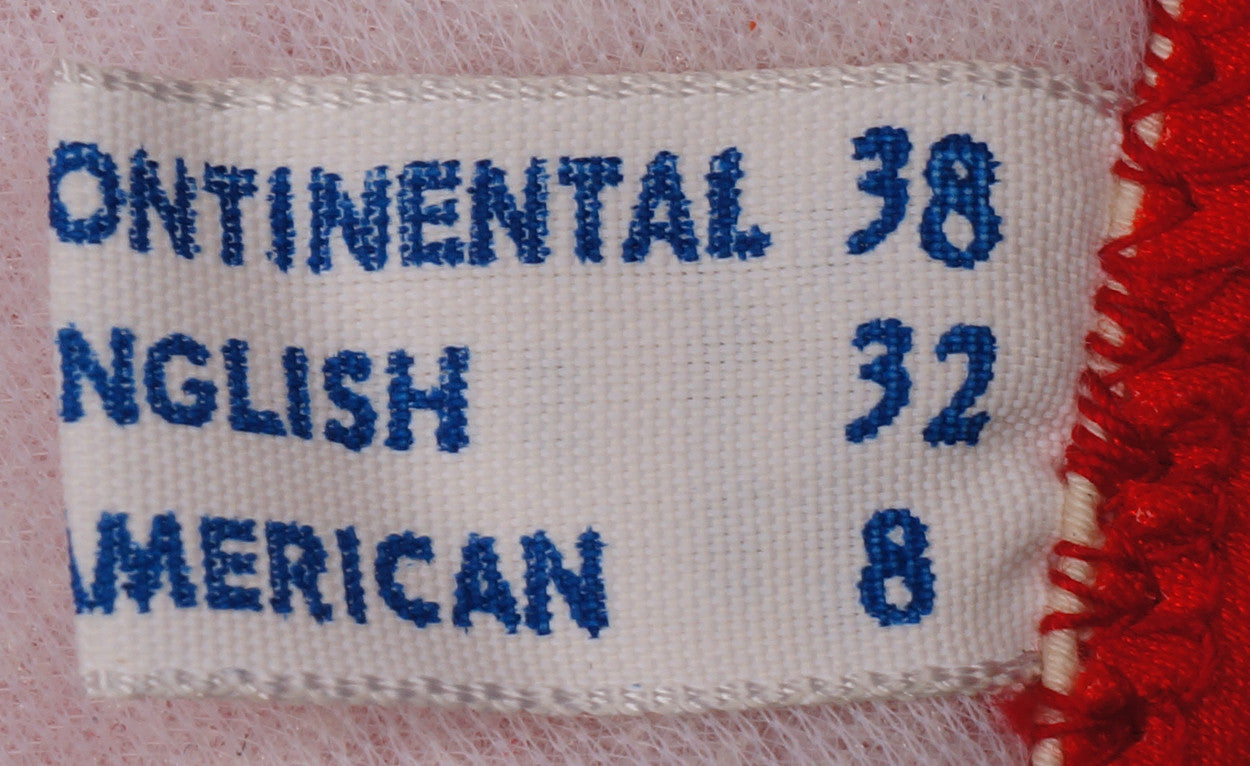 ONTINENTAL 38
NGLISH 32
AMERICAN 8